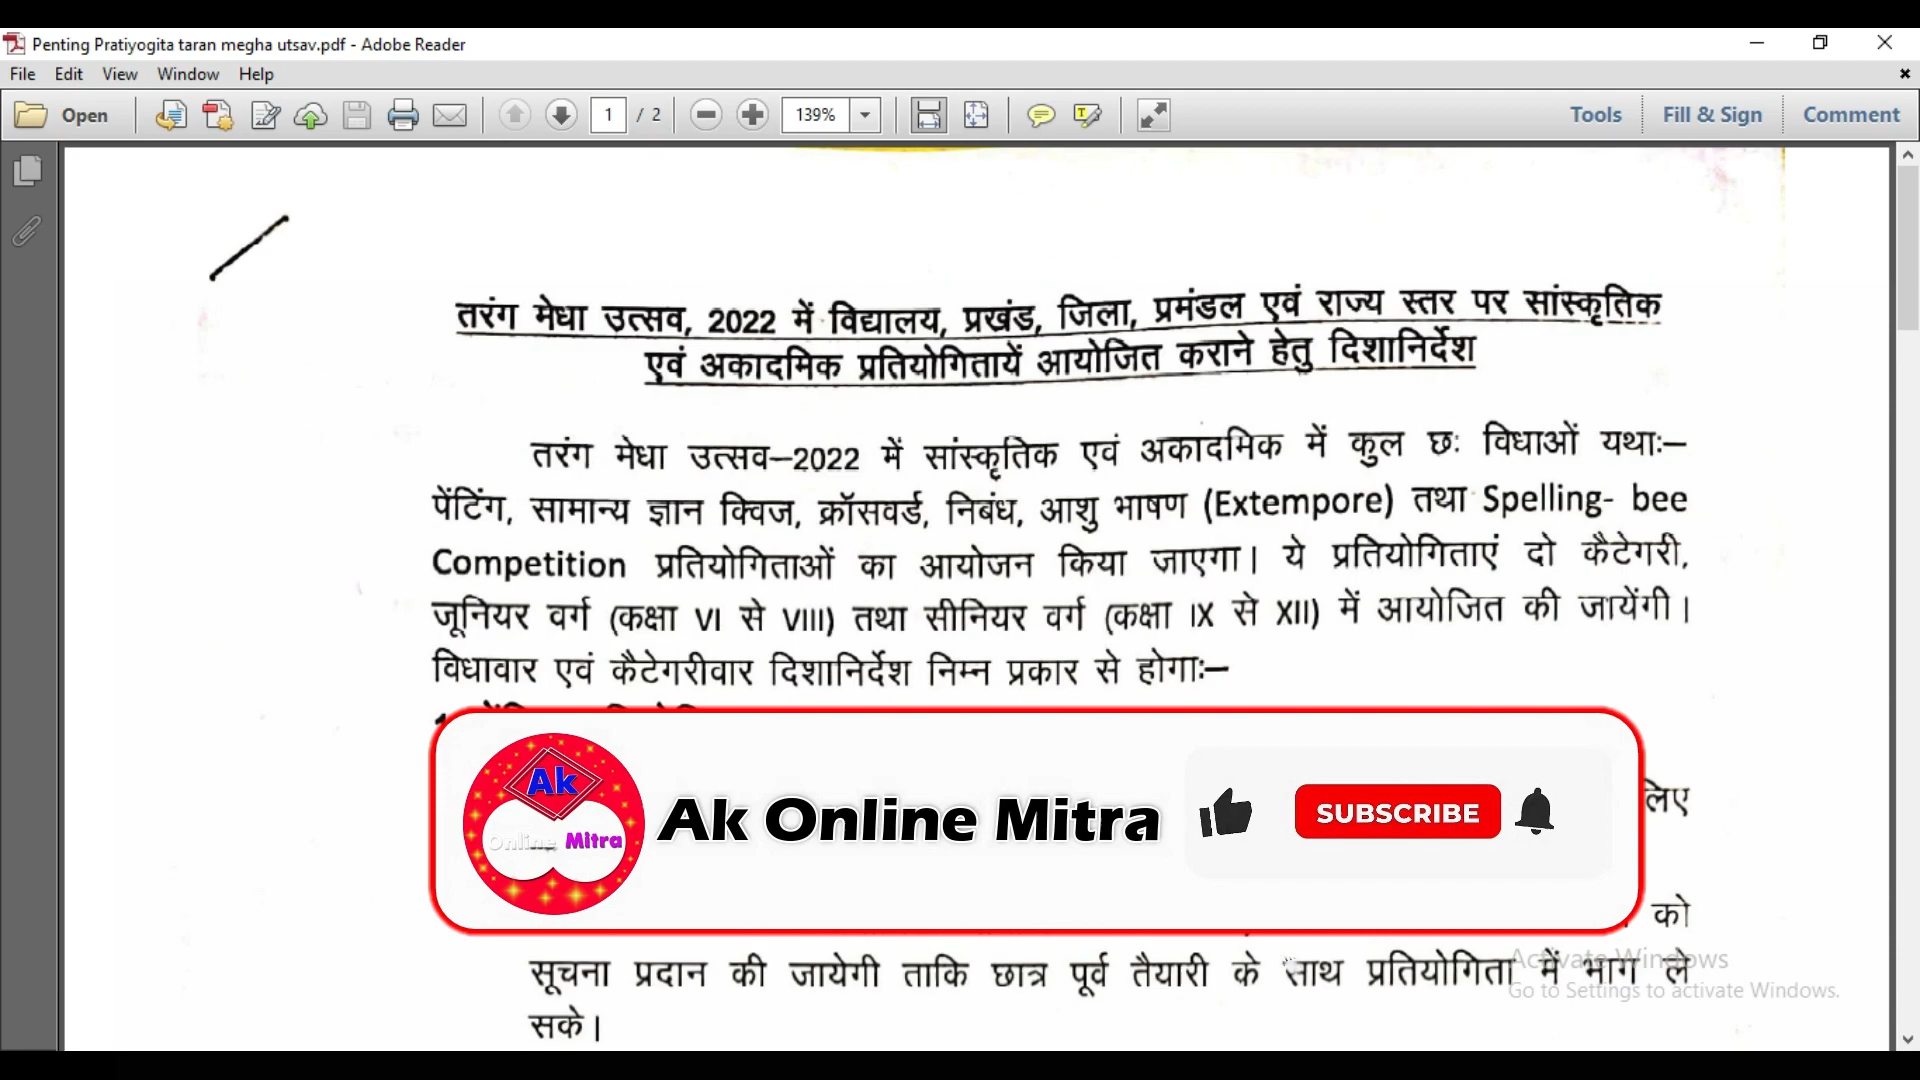 Penting Pratiyogita taran megha utsav.pdf - Adobe Reader
File Edit View Window Help
Open 1 / 2 139% Tools Fill & Sign Comment
तरंग मेधा उत्सव, 2022 में विद्यालय, प्रखंड, जिला, प्रमंडल एवं राज्य स्तर पर सांस्कृतिक
एवं अकादमिक प्रतियोगितायें आयोजित कराने हेतु दिशानिर्देश
तरंग मेधा उत्सव–2022 में सांस्कृतिक एवं अकादमिक में कुल छः विधाओं यथाः–
पेंटिंग, सामान्य ज्ञान क्विज, क्रॉसवर्ड, निबंध, आशु भाषण (Extempore) तथा Spelling- bee
Competition प्रतियोगिताओं का आयोजन किया जाएगा। ये प्रतियोगिताएं दो कैटेगरी,
जूनियर वर्ग (कक्षा VI से VIII) तथा सीनियर वर्ग (कक्षा IX से XII) में आयोजित की जायेंगी।
विधावार एवं कैटेगरीवार दिशानिर्देश निम्न प्रकार से होगाः–
Ak
Online Mitra
Ak Online Mitra
SUBSCRIBE
लिए
को
सूचना प्रदान की जायेगी ताकि छात्र पूर्व तैयारी के साथ प्रतियोगिता में भाग ले
सके।
Activate Windows
Go to Settings to activate Windows.